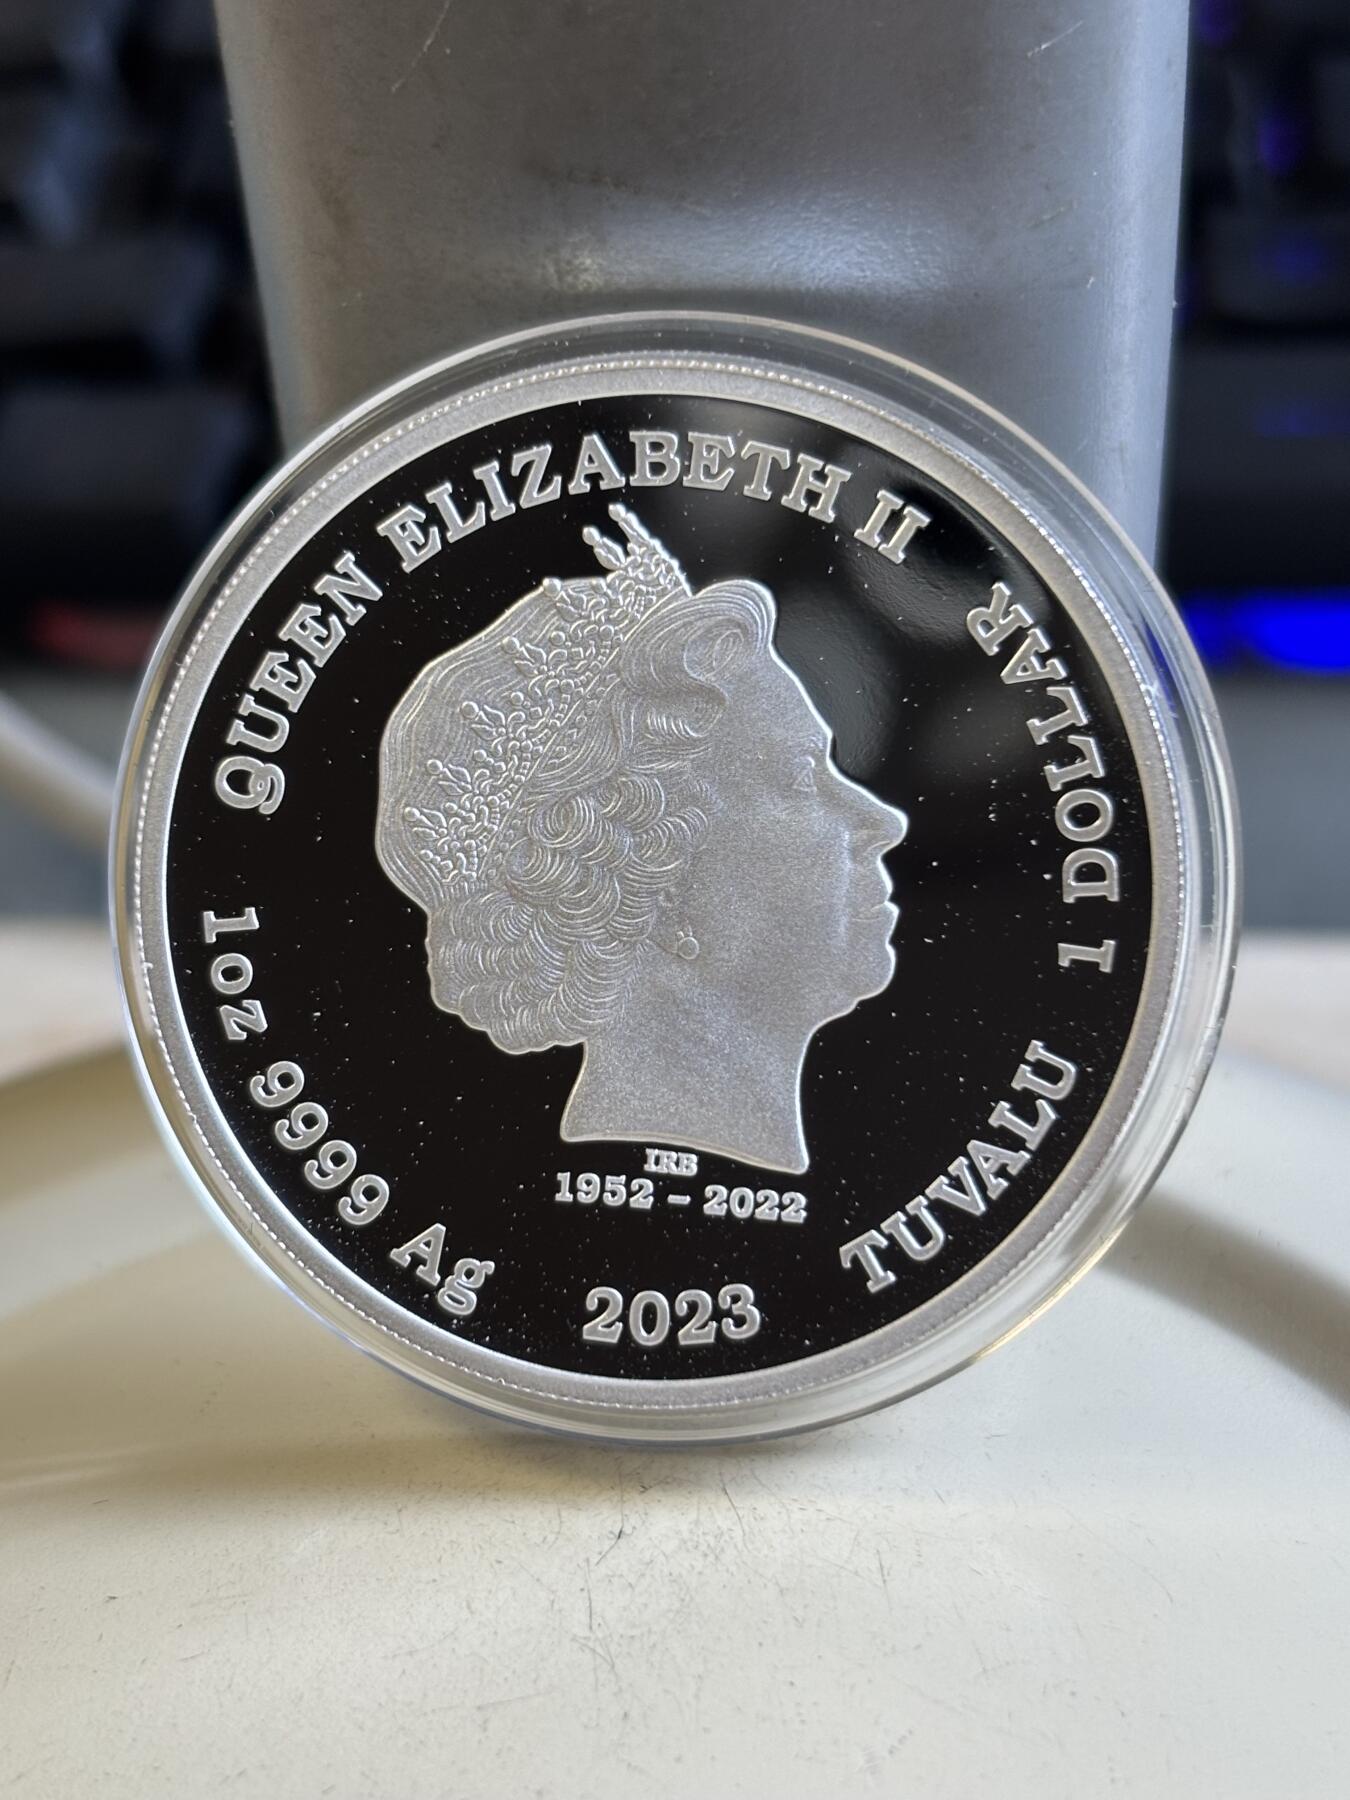 QUEEN ELIZABETH II
1 DOLLAR
TUVALU
1oz 9999 Ag
IRB
1952 – 2022
2023